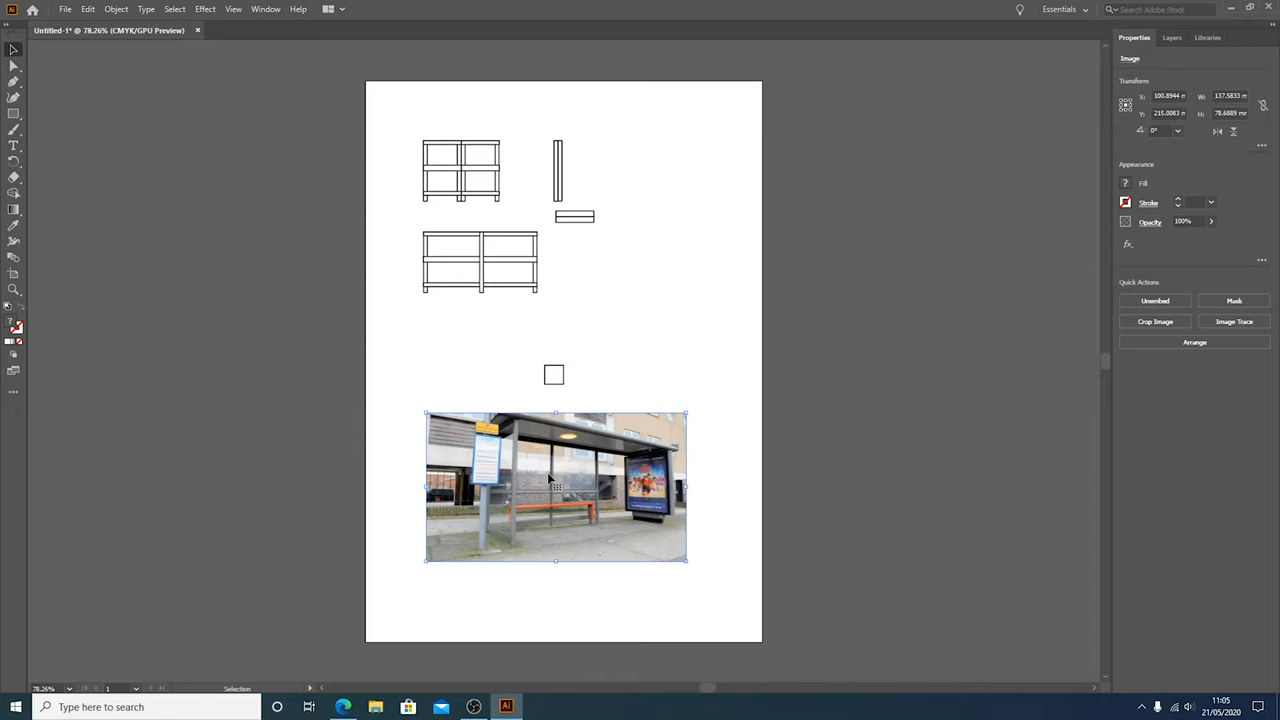 Ai File Edit Object Type Select Effect View Window Help Essentials Search Adobe Stock
Untitled-1* @ 78.26% (CMYK/GPU Preview) ×
Properties Layers Libraries
Image
Transform
X: 100.8944 m W: 137.5833 m
Y: 215.0083 m H: 78.6889 mr
0°
Appearance
? Fill
Stroke
Opacity 100%
fx.
Quick Actions
Unembed Mask
Crop Image Image Trace
Arrange
78.26% 1 Selection
Type here to search
Ai
11:05
21/05/2020